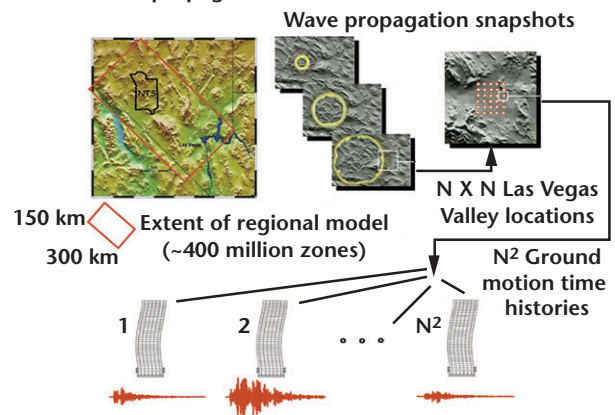 Wave propagation snapshots
NTS
Las Vegas
N X N Las Vegas
Valley locations
150 km
300 km
Extent of regional model
(~400 million zones)
N² Ground
motion time
histories
1
2
• • •
N²